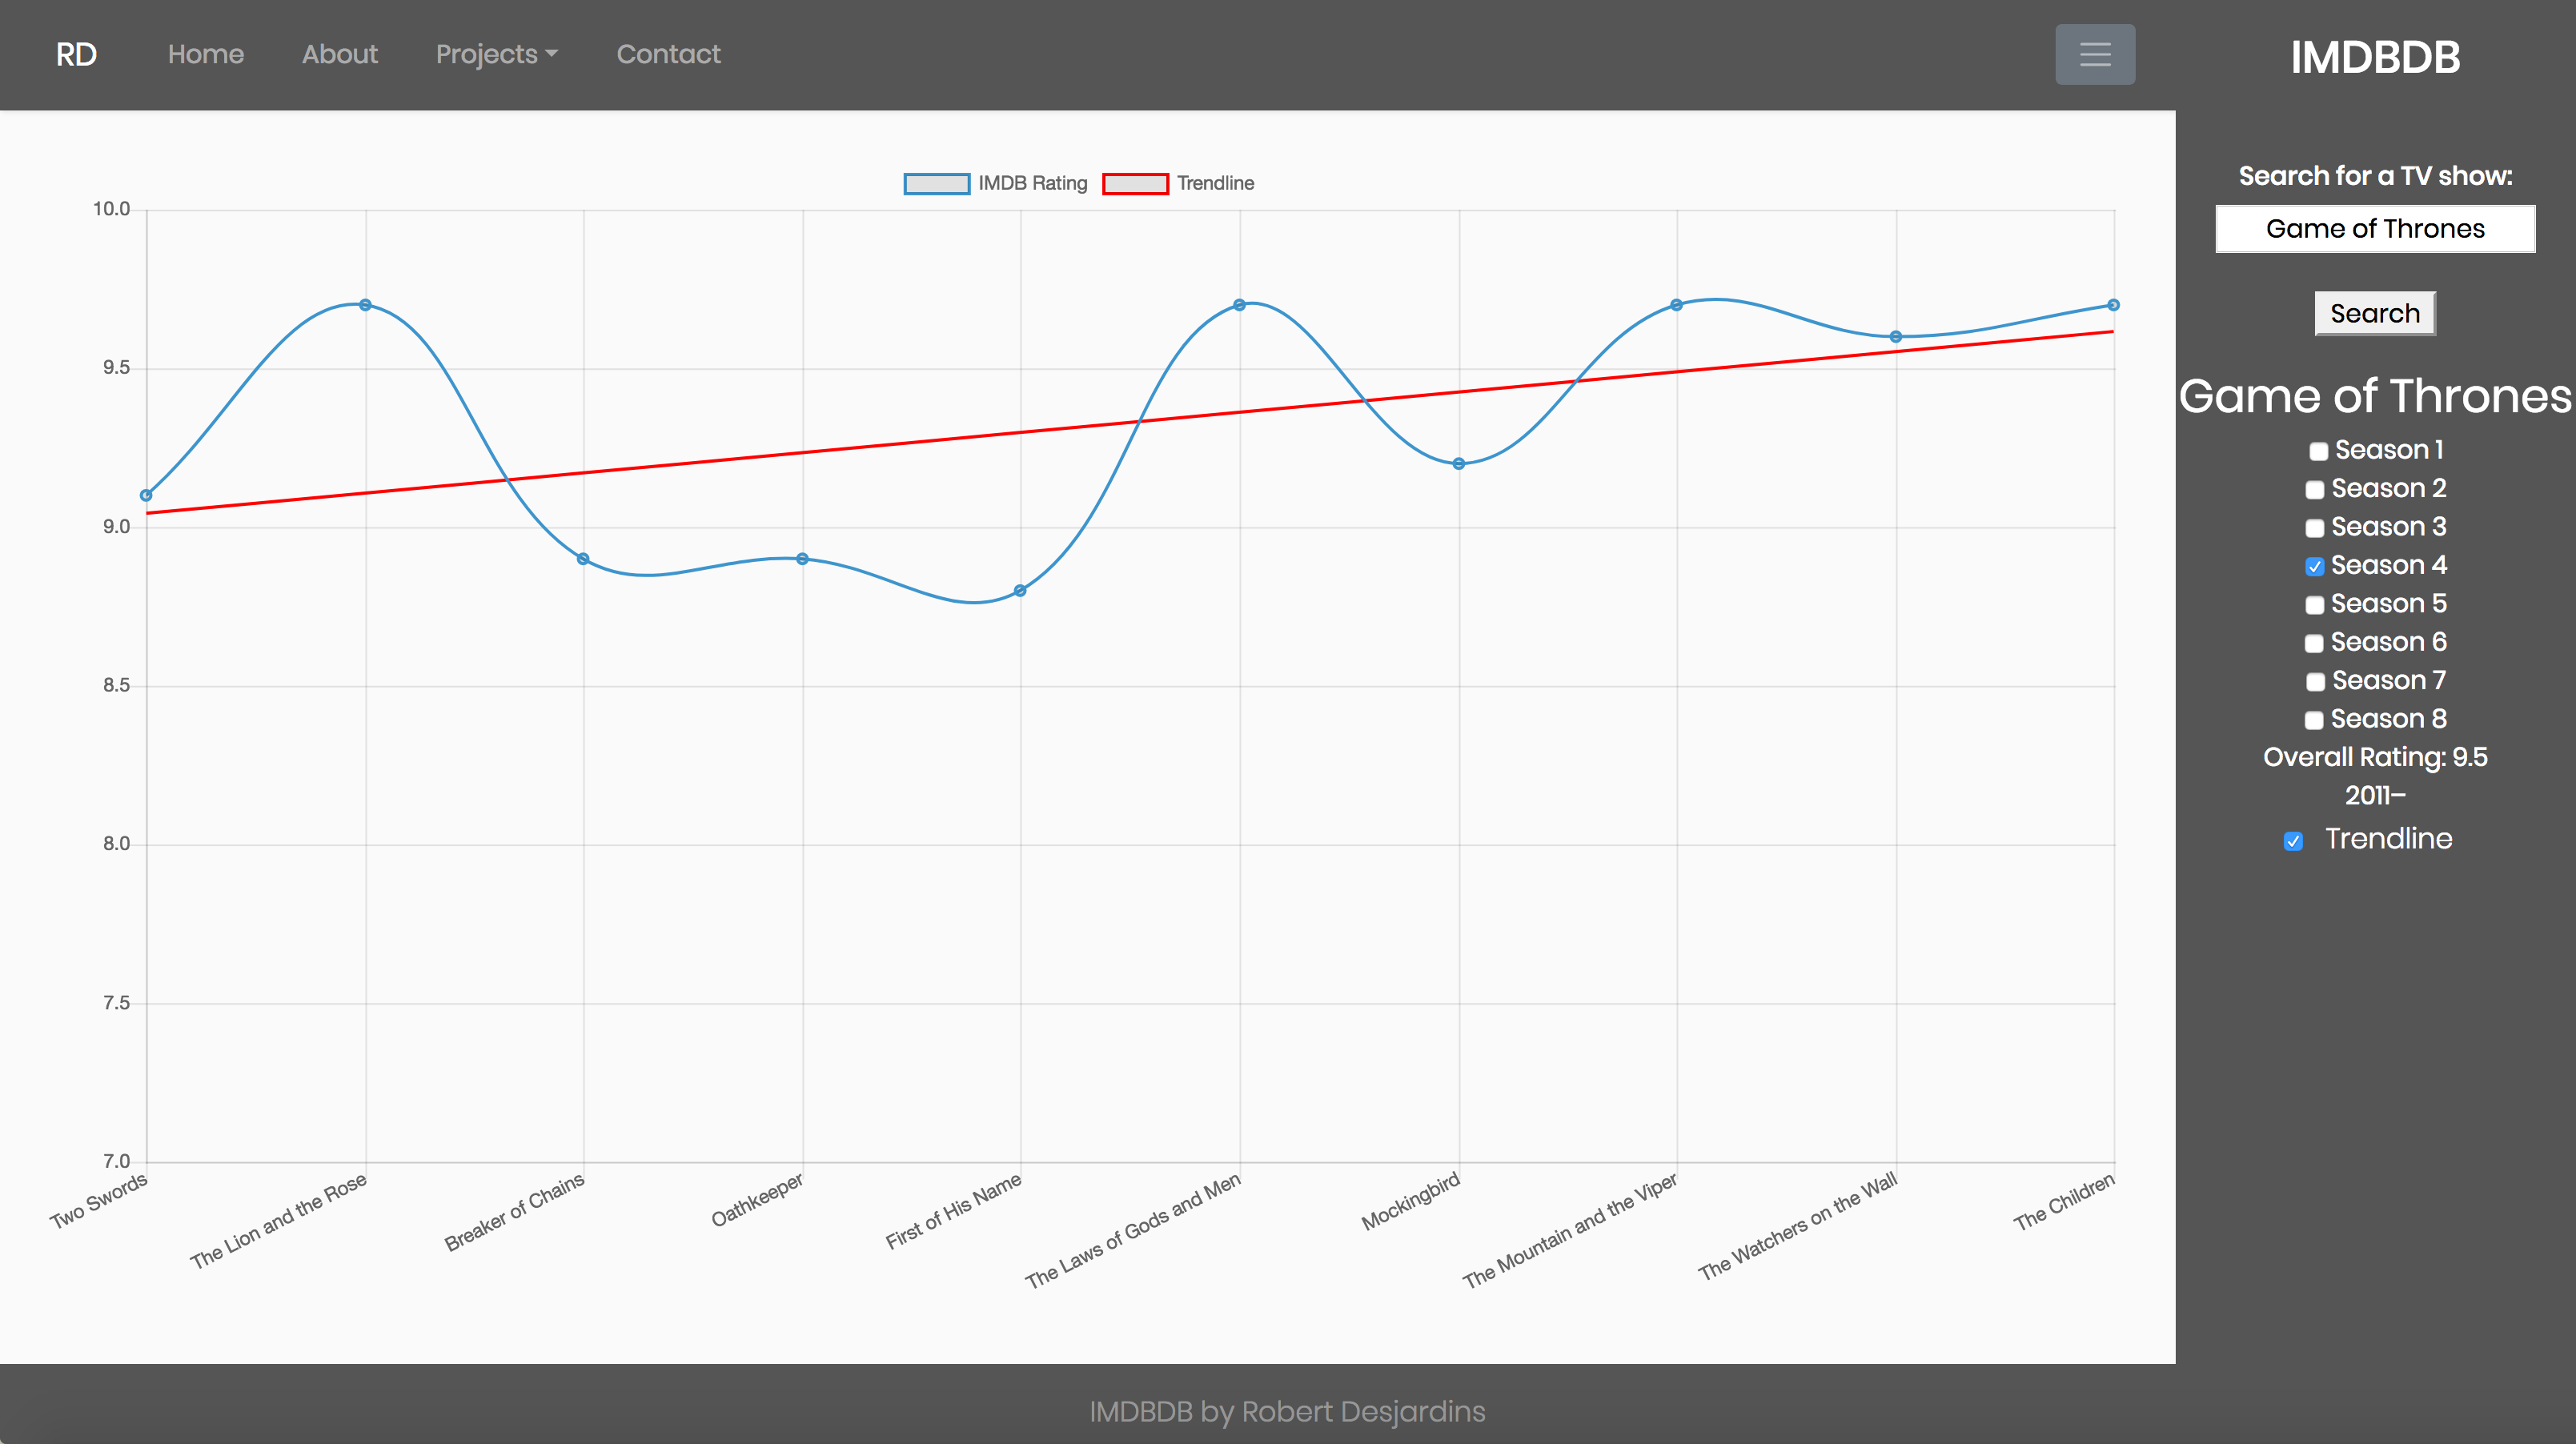 RD Home About Projects Contact
IMDBDB
IMDB Rating Trendline
10.0
9.5
9.0
8.5
8.0
7.5
7.0
Two Swords
The Lion and the Rose
Breaker of Chains
Oathkeeper
First of His Name
The Laws of Gods and Men
Mockingbird
The Mountain and the Viper
The Watchers on the Wall
The Children
Search for a TV show:
Game of Thrones
Search
Game of Thrones
Season 1
Season 2
Season 3
Season 4
Season 5
Season 6
Season 7
Season 8
Overall Rating: 9.5
2011–
Trendline
IMDBDB by Robert Desjardins